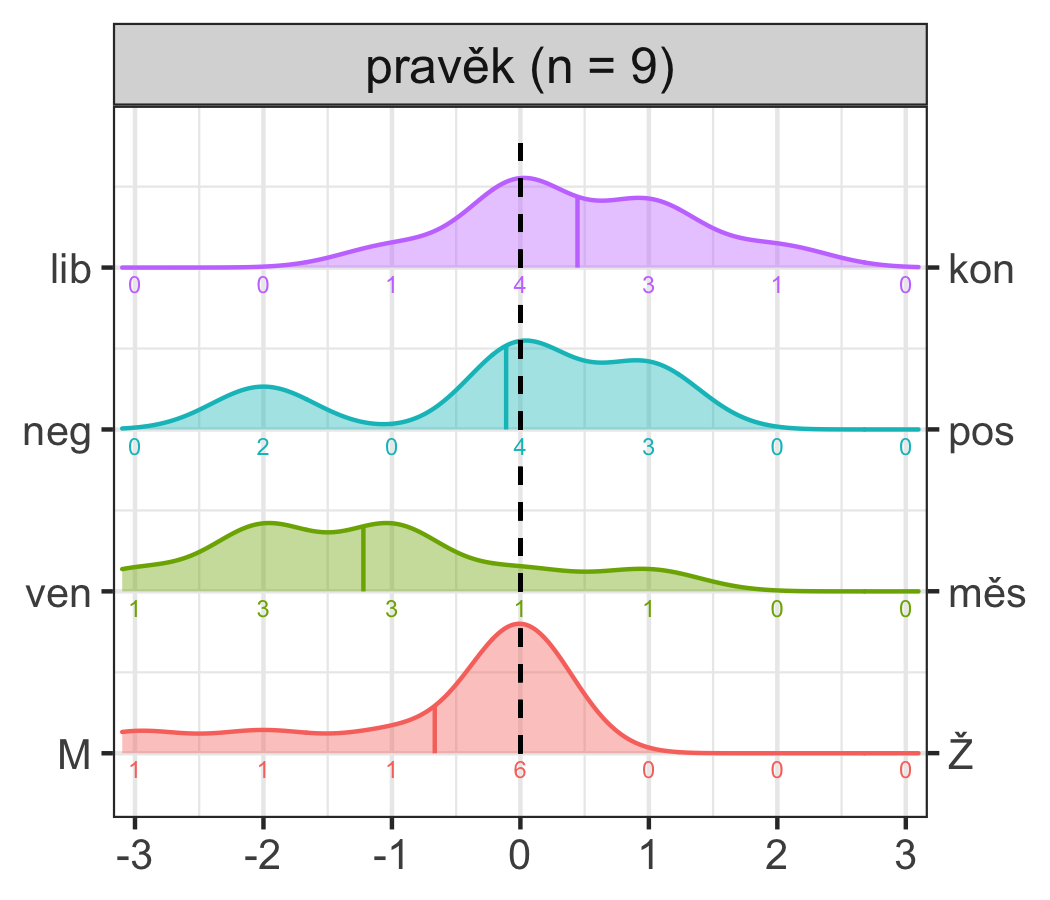 pravěk (n = 9)
lib kon
0 0 1 4 3 1 0
neg pos
0 2 0 4 3 0 0
ven měs
1 3 3 1 1 0 0
M Ž
1 1 1 6 0 0 0
-3 -2 -1 0 1 2 3